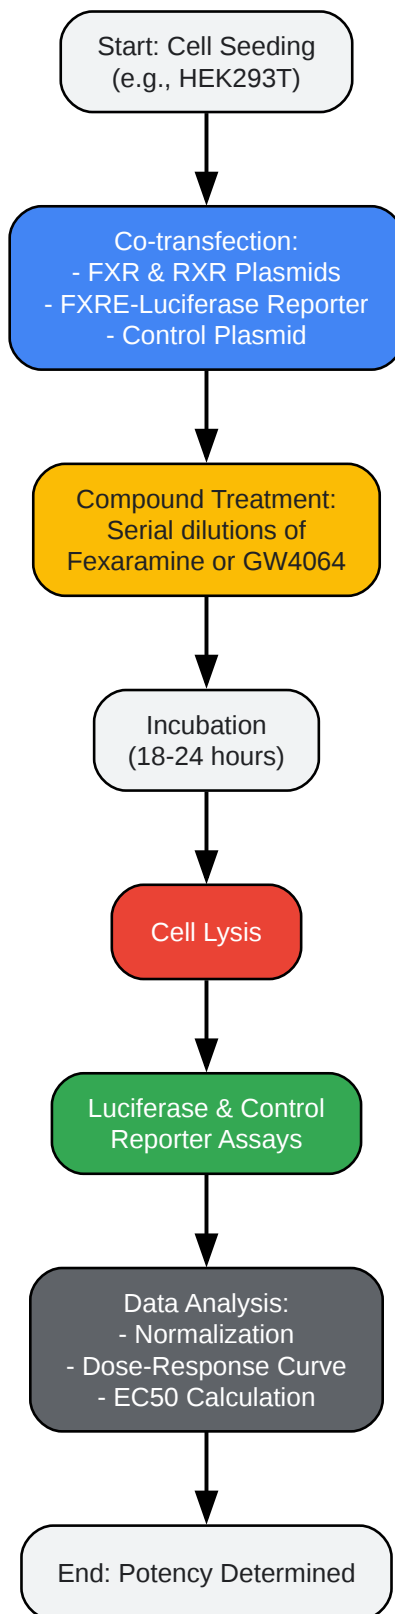 Start: Cell Seeding
(e.g., HEK293T)
Co-transfection:
- FXR & RXR Plasmids
- FXRE-Luciferase Reporter
- Control Plasmid
Compound Treatment:
Serial dilutions of
Fexaramine or GW4064
Incubation
(18-24 hours)
Cell Lysis
Luciferase & Control
Reporter Assays
Data Analysis:
- Normalization
- Dose-Response Curve
- EC50 Calculation
End: Potency Determined